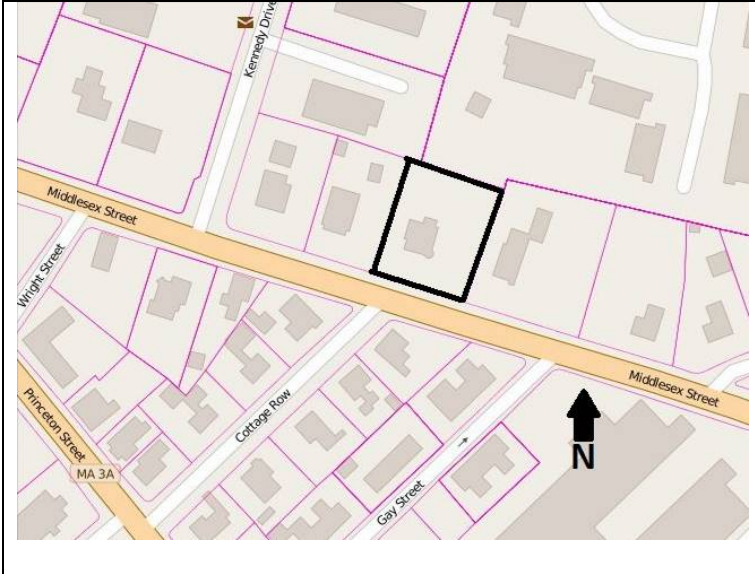 Kennedy Drive
Middlesex Street
Wright Street
Middlesex Street
Princeton Street
Cottage Row
MA 3A
N
Gay Street